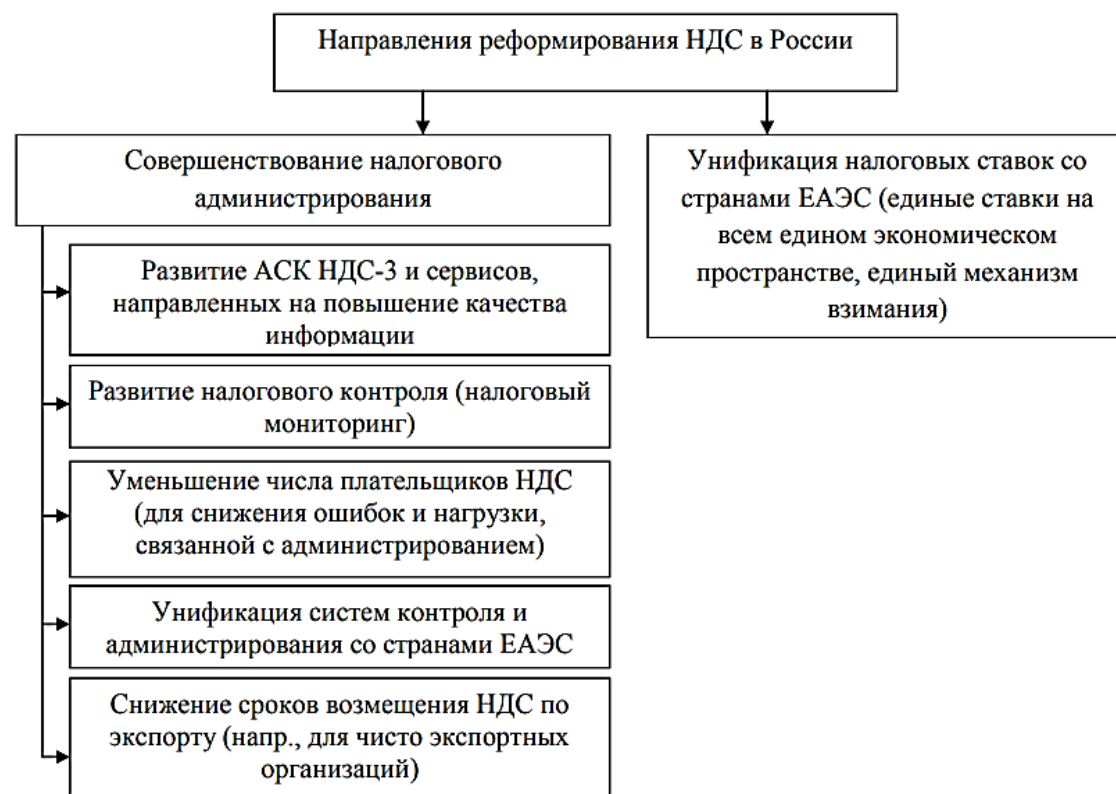 Направления реформирования НДС в России
Совершенствование налогового
администрирования
Унификация налоговых ставок со
странами ЕАЭС (единые ставки на
всем едином экономическом
пространстве, единый механизм
взимания)
Развитие АСК НДС-3 и сервисов,
направленных на повышение качества
информации
Развитие налогового контроля (налоговый
мониторинг)
Уменьшение числа плательщиков НДС
(для снижения ошибок и нагрузки,
связанной с администрированием)
Унификация систем контроля и
администрирования со странами ЕАЭС
Снижение сроков возмещения НДС по
экспорту (напр., для чисто экспортных
организаций)